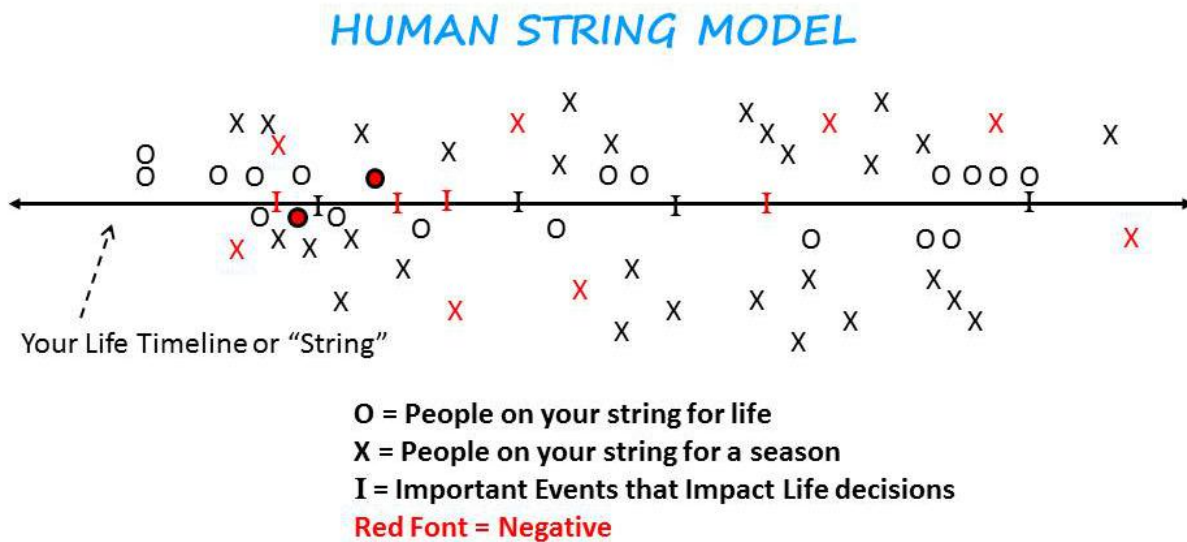 HUMAN STRING MODEL
X X X X X X X X X X X X X X X X X X
O O O O O O O O O O O O
I I I I I I I I I
O O O O O O O O
X X X X X X X X X X X X X X X X X X X X
Your Life Timeline or “String”
O = People on your string for life
X = People on your string for a season
I = Important Events that Impact Life decisions
Red Font = Negative